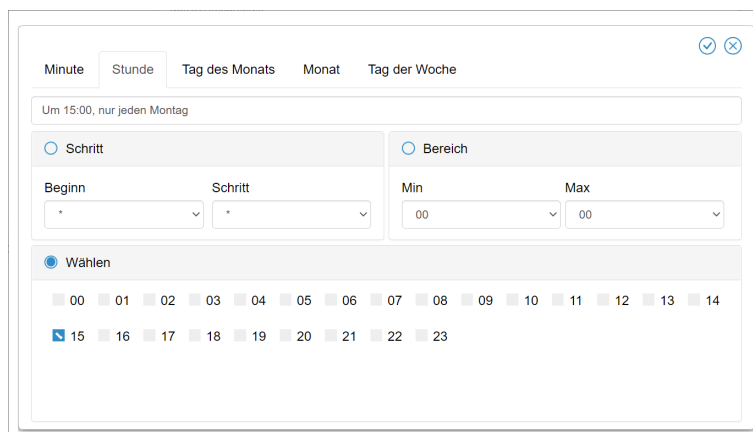 Minute Stunde Tag des Monats Monat Tag der Woche
Um 15:00, nur jeden Montag
Schritt Bereich
Beginn Schritt Min Max
* * 00 00
Wählen
00 01 02 03 04 05 06 07 08 09 10 11 12 13 14
15 16 17 18 19 20 21 22 23